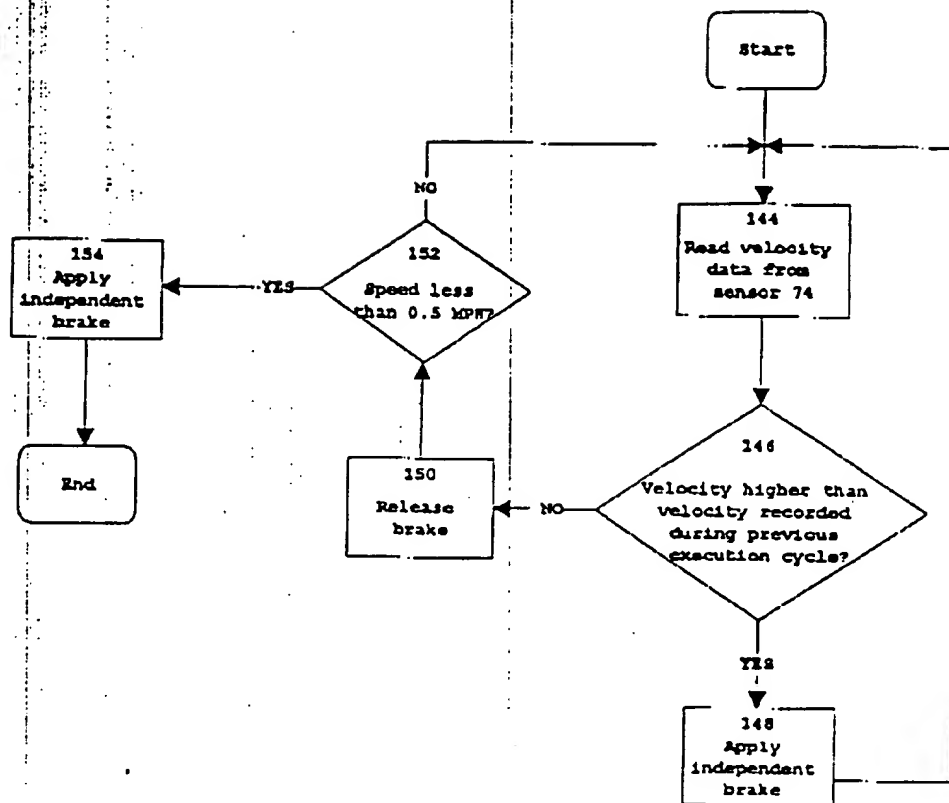 Start
NO
144
Read velocity
data from
sensor 74
154
Apply
independent
brake
YES
152
Speed less
than 0.5 MPH?
146
Velocity higher than
velocity recorded
during previous
execution cycle?
End
150
Release
brake
NO
YES
148
Apply
independent
brake